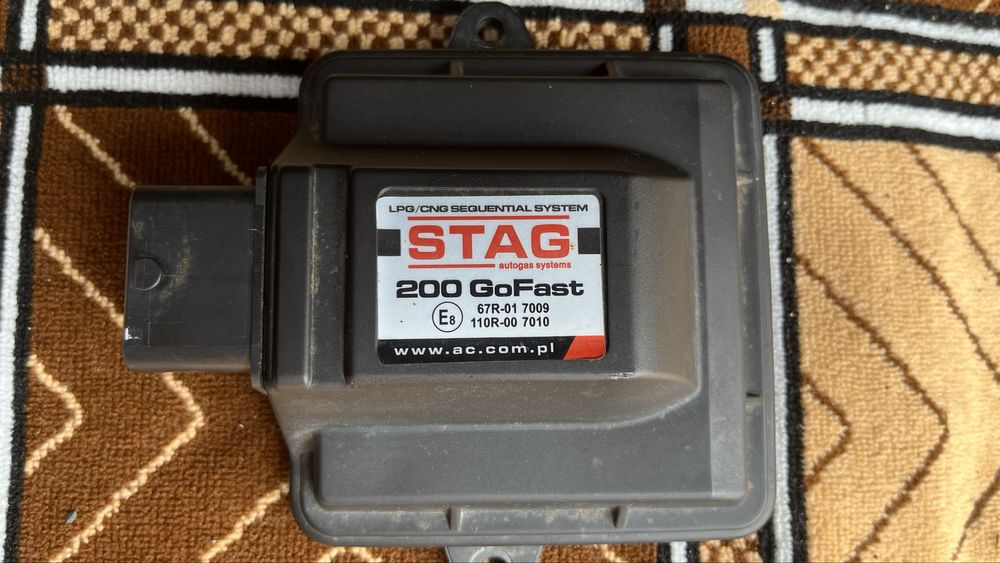 LPG/CNG SEQUENTIAL SYSTEM
STAG
autogas systems
200 GoFast
E8
67R-01 7009
110R-00 7010
www.ac.com.pl